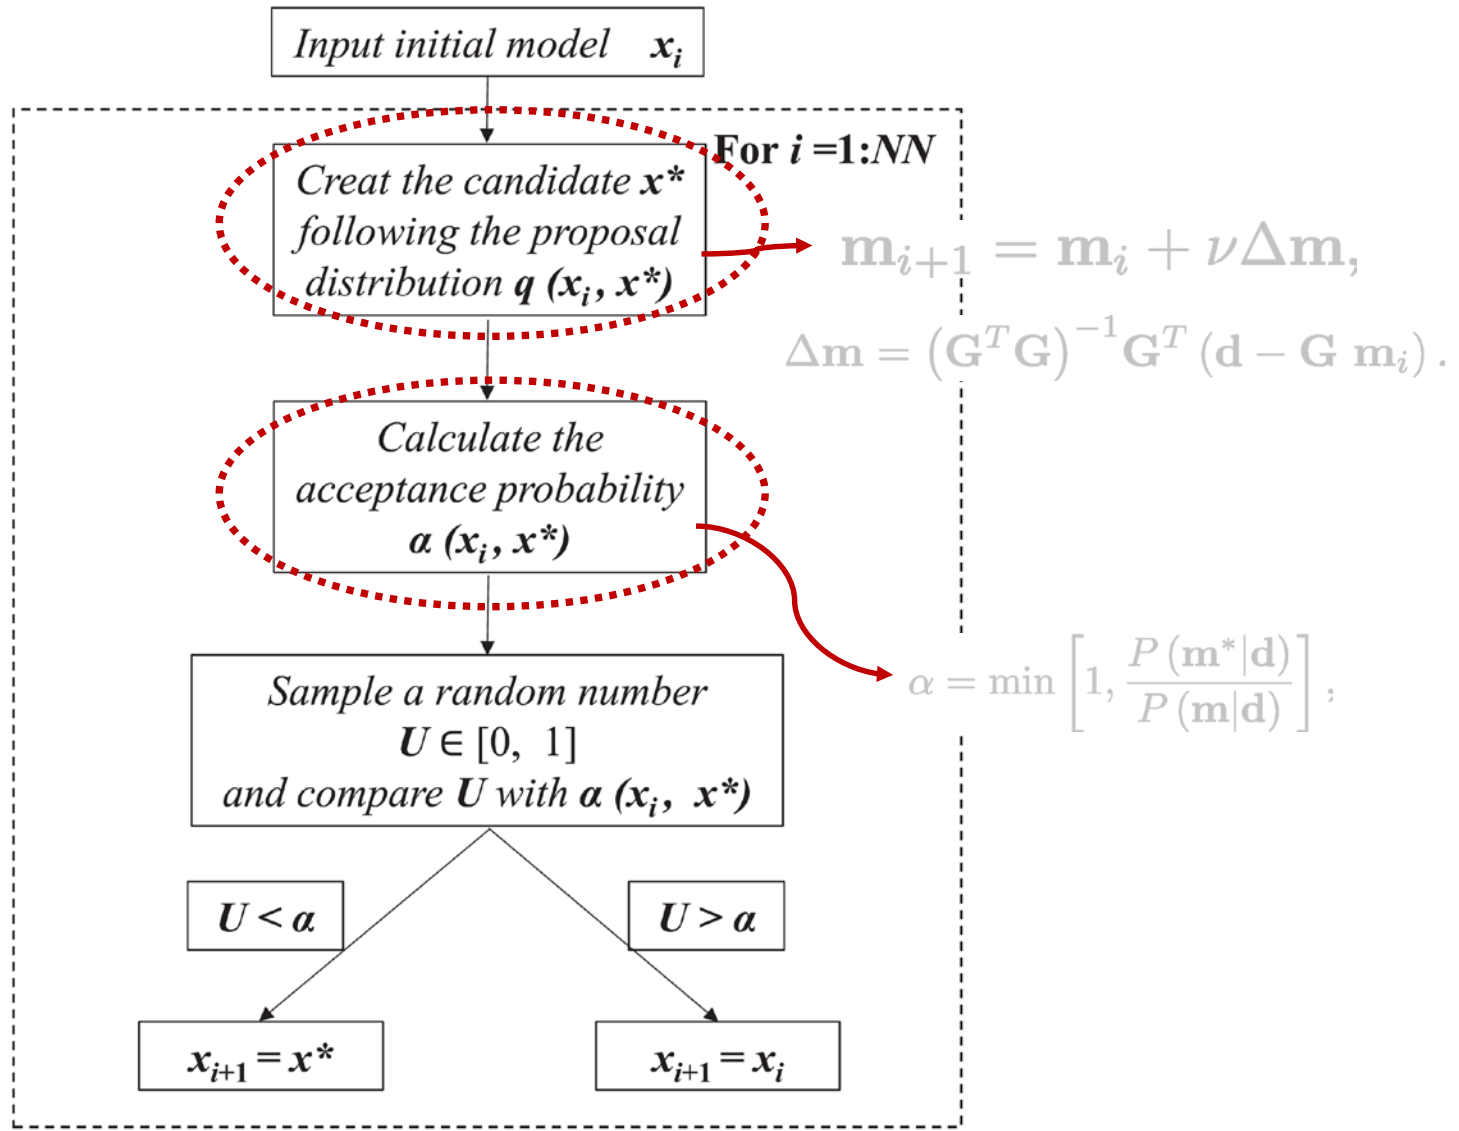 Input initial model x_i
For i =1:NN
Creat the candidate x*
following the proposal
distribution q (x_i, x*)
m_{i+1} = m_i + νΔm,
Δm = (G^T G)^{-1} G^T (d − G m_i) .
Calculate the
acceptance probability
α (x_i, x*)
α = min [1, P (m*|d) / P (m|d)] ,
Sample a random number
U ∈ [0, 1]
and compare U with α (x_i, x*)
U < α
U > α
x_{i+1} = x*
x_{i+1} = x_i